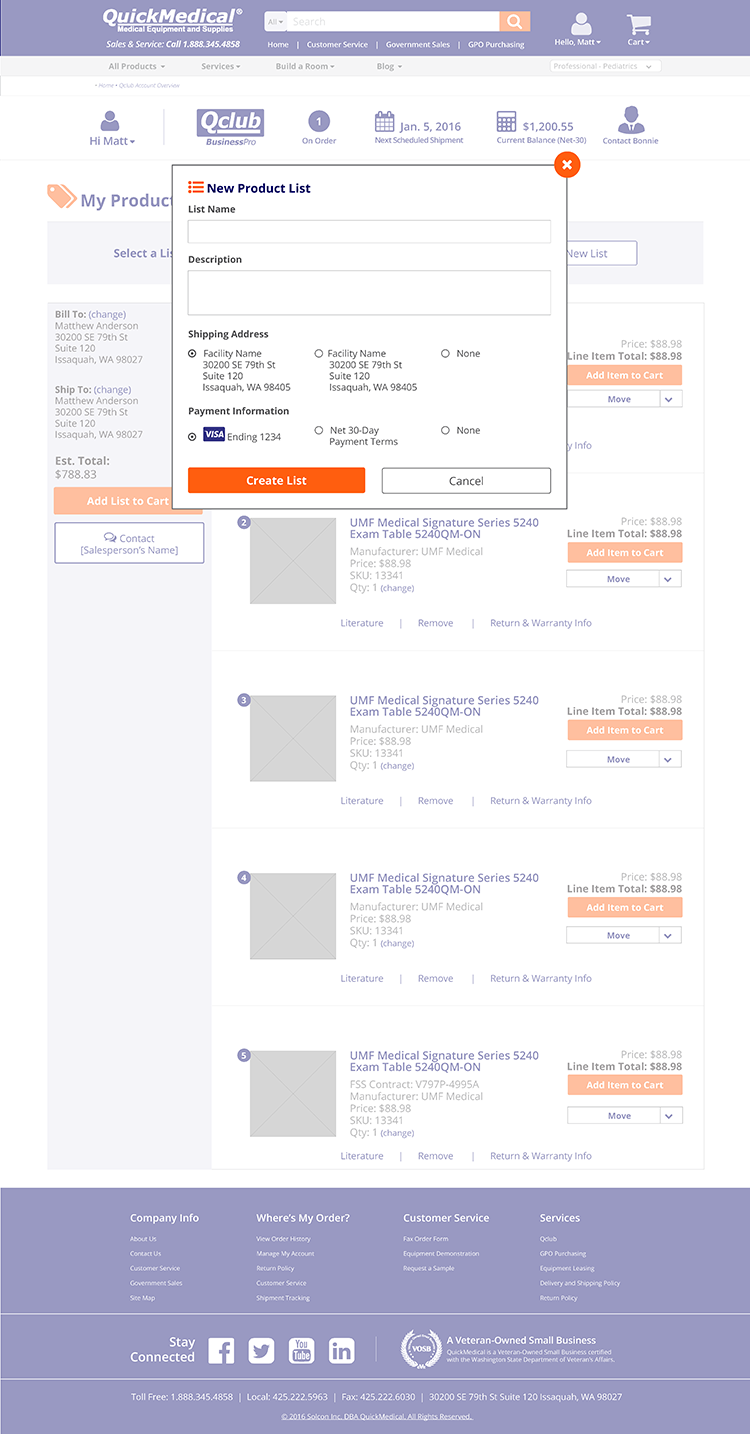 QuickMedical®
Medical Equipment and Supplies
Sales & Service: Call 1.888.345.4858
All
Search
Home | Customer Service | Government Sales | GPO Purchasing
Hello, Matt
Cart
All Products
Services
Build a Room
Blog
Professional - Pediatrics
Home • Qclub Account Overview
Hi Matt
Qclub
BusinessPro
1
On Order
Jan. 5, 2016
Next Scheduled Shipment
$1,200.55
Current Balance (Net-30)
Contact Bonnie
My Product
Select a Lis
New List
New Product List
List Name
Description
Shipping Address
Facility Name
30200 SE 79th St
Suite 120
Issaquah, WA 98405
Facility Name
30200 SE 79th St
Suite 120
Issaquah, WA 98405
None
Payment Information
VISA Ending 1234
Net 30-Day
Payment Terms
None
Create List
Cancel
Bill To: (change)
Matthew Anderson
30200 SE 79th St
Suite 120
Issaquah, WA 98027
Ship To: (change)
Matthew Anderson
30200 SE 79th St
Suite 120
Issaquah, WA 98027
Est. Total:
$788.83
Add List to Cart
Contact
[Salesperson's Name]
Price: $88.98
Line Item Total: $88.98
Add Item to Cart
Move
y Info
2
UMF Medical Signature Series 5240
Exam Table 5240QM-ON
Manufacturer: UMF Medical
Price: $88.98
SKU: 13341
Qty: 1 (change)
Price: $88.98
Line Item Total: $88.98
Add Item to Cart
Move
Literature | Remove | Return & Warranty Info
3
UMF Medical Signature Series 5240
Exam Table 5240QM-ON
Manufacturer: UMF Medical
Price: $88.98
SKU: 13341
Qty: 1 (change)
Price: $88.98
Line Item Total: $88.98
Add Item to Cart
Move
Literature | Remove | Return & Warranty Info
4
UMF Medical Signature Series 5240
Exam Table 5240QM-ON
Manufacturer: UMF Medical
Price: $88.98
SKU: 13341
Qty: 1 (change)
Price: $88.98
Line Item Total: $88.98
Add Item to Cart
Move
Literature | Remove | Return & Warranty Info
5
UMF Medical Signature Series 5240
Exam Table 5240QM-ON
FSS Contract: V797P-4995A
Manufacturer: UMF Medical
Price: $88.98
SKU: 13341
Qty: 1 (change)
Price: $88.98
Line Item Total: $88.98
Add Item to Cart
Move
Literature | Remove | Return & Warranty Info
Company Info
About Us
Contact Us
Customer Service
Government Sales
Site Map
Where's My Order?
View Order History
Manage My Account
Return Policy
Customer Service
Shipment Tracking
Customer Service
Fax Order Form
Equipment Demonstration
Request a Sample
Services
Qclub
GPO Purchasing
Equipment Leasing
Delivery and Shipping Policy
Return Policy
Stay
Connected
You
Tube
in
VOSB
A Veteran-Owned Small Business
QuickMedical is a Veteran-Owned Small Business certified
with the Washington State Department of Veteran's Affairs.
Toll Free: 1.888.345.4858 | Local: 425.222.5963 | Fax: 425.222.6030 | 30200 SE 79th St Suite 120 Issaquah, WA 98027
© 2016 Solcon Inc. DBA QuickMedical. All Rights Reserved.